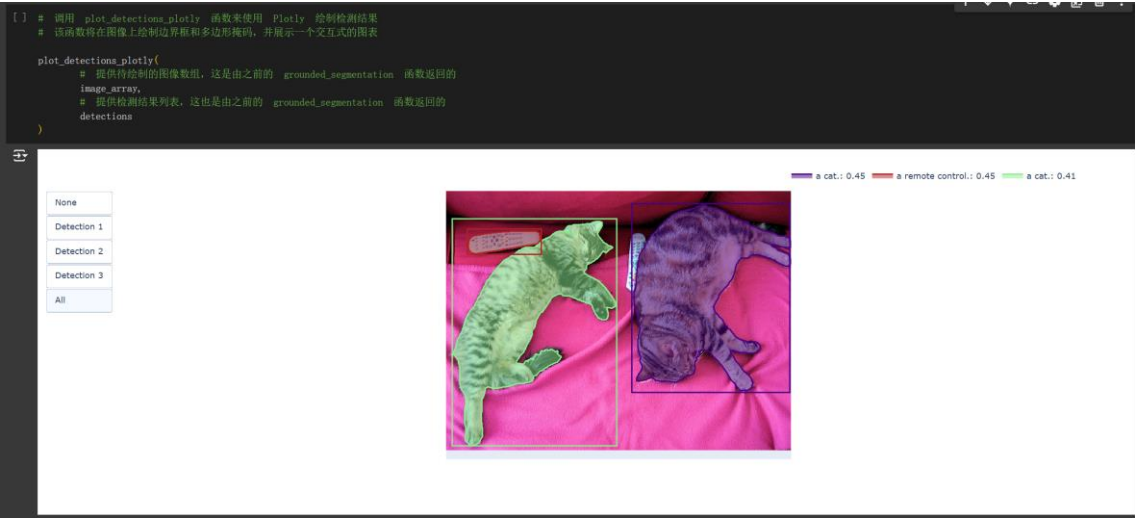 [ ] # 调用 plot_detections_plotly 函数来使用 Plotly 绘制检测结果
# 该函数将在图像上绘制边界框和多边形掩码，并展示一个交互式的图表
plot_detections_plotly(
# 提供待绘制的图像数组，这是由之前的 grounded_segmentation 函数返回的
image_array,
# 提供检测结果列表，这也是由之前的 grounded_segmentation 函数返回的
detections
)
a cat.: 0.45 a remote control.: 0.45 a cat.: 0.41
None
Detection 1
Detection 2
Detection 3
All